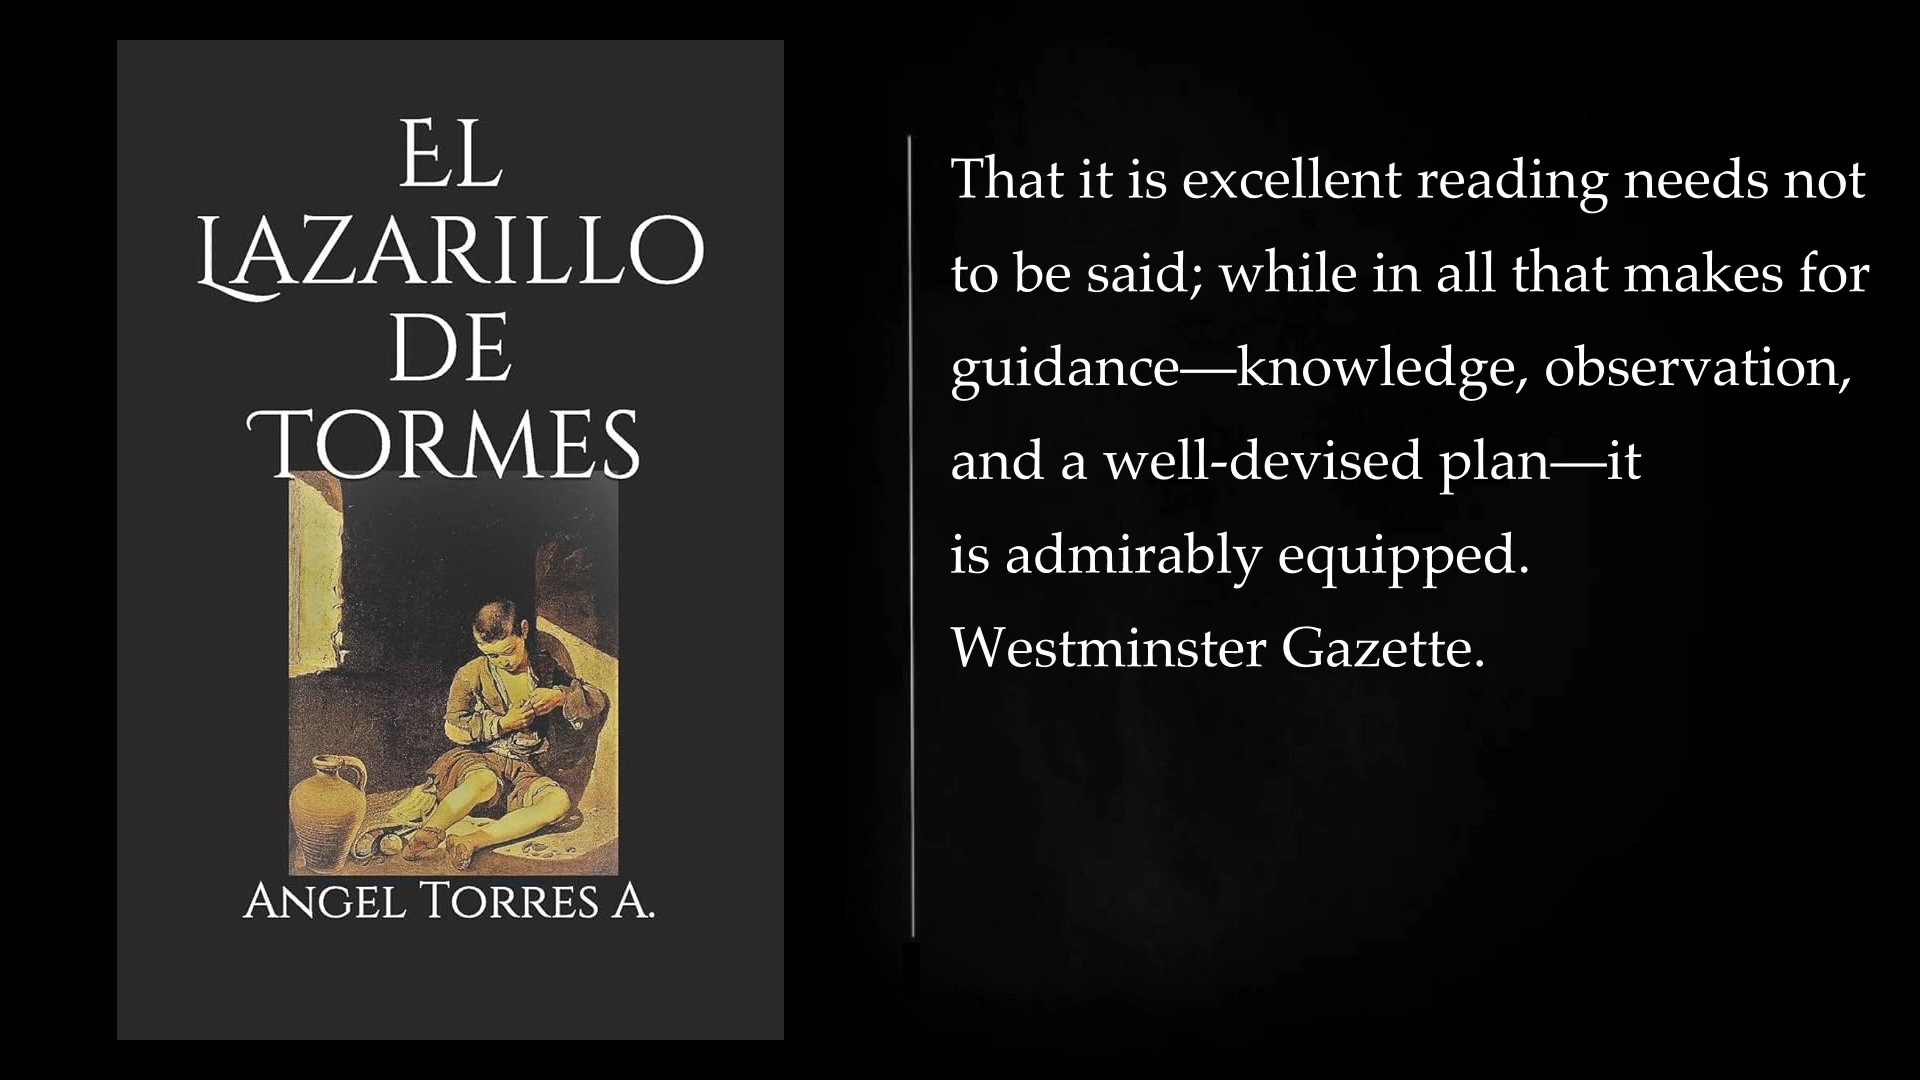 EL
LAZARILLO
DE
TORMES
ANGEL TORRES A.
That it is excellent reading needs not
to be said; while in all that makes for
guidance—knowledge, observation,
and a well-devised plan—it
is admirably equipped.
Westminster Gazette.